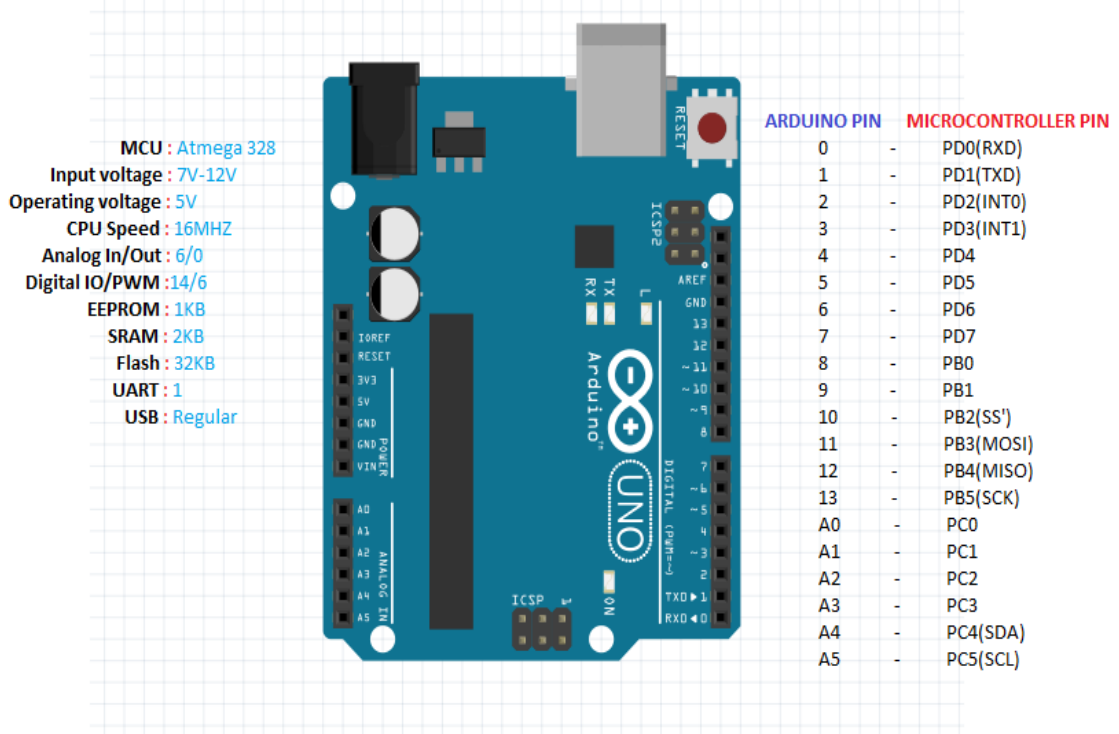 MCU : Atmega 328
Input voltage : 7V-12V
Operating voltage : 5V
CPU Speed : 16MHZ
Analog In/Out : 6/0
Digital IO/PWM :14/6
EEPROM : 1KB
SRAM : 2KB
Flash : 32KB
UART : 1
USB : Regular
RESET
ICSP2
AREF
GND
13
12
~11
~10
~9
8
7
~6
~5
4
~3
2
TXD▶1
RXD◀0
DIGITAL (PWM=~)
RX
TX
L
Arduino™
UNO
ON
ICSP
1
IOREF
RESET
3V3
5V
GND
GND
VIN
POWER
A0
A1
A2
A3
A4
A5
ANALOG IN
ARDUINO PIN MICROCONTROLLER PIN
0 - PD0(RXD)
1 - PD1(TXD)
2 - PD2(INT0)
3 - PD3(INT1)
4 - PD4
5 - PD5
6 - PD6
7 - PD7
8 - PB0
9 - PB1
10 - PB2(SS')
11 - PB3(MOSI)
12 - PB4(MISO)
13 - PB5(SCK)
A0 - PC0
A1 - PC1
A2 - PC2
A3 - PC3
A4 - PC4(SDA)
A5 - PC5(SCL)